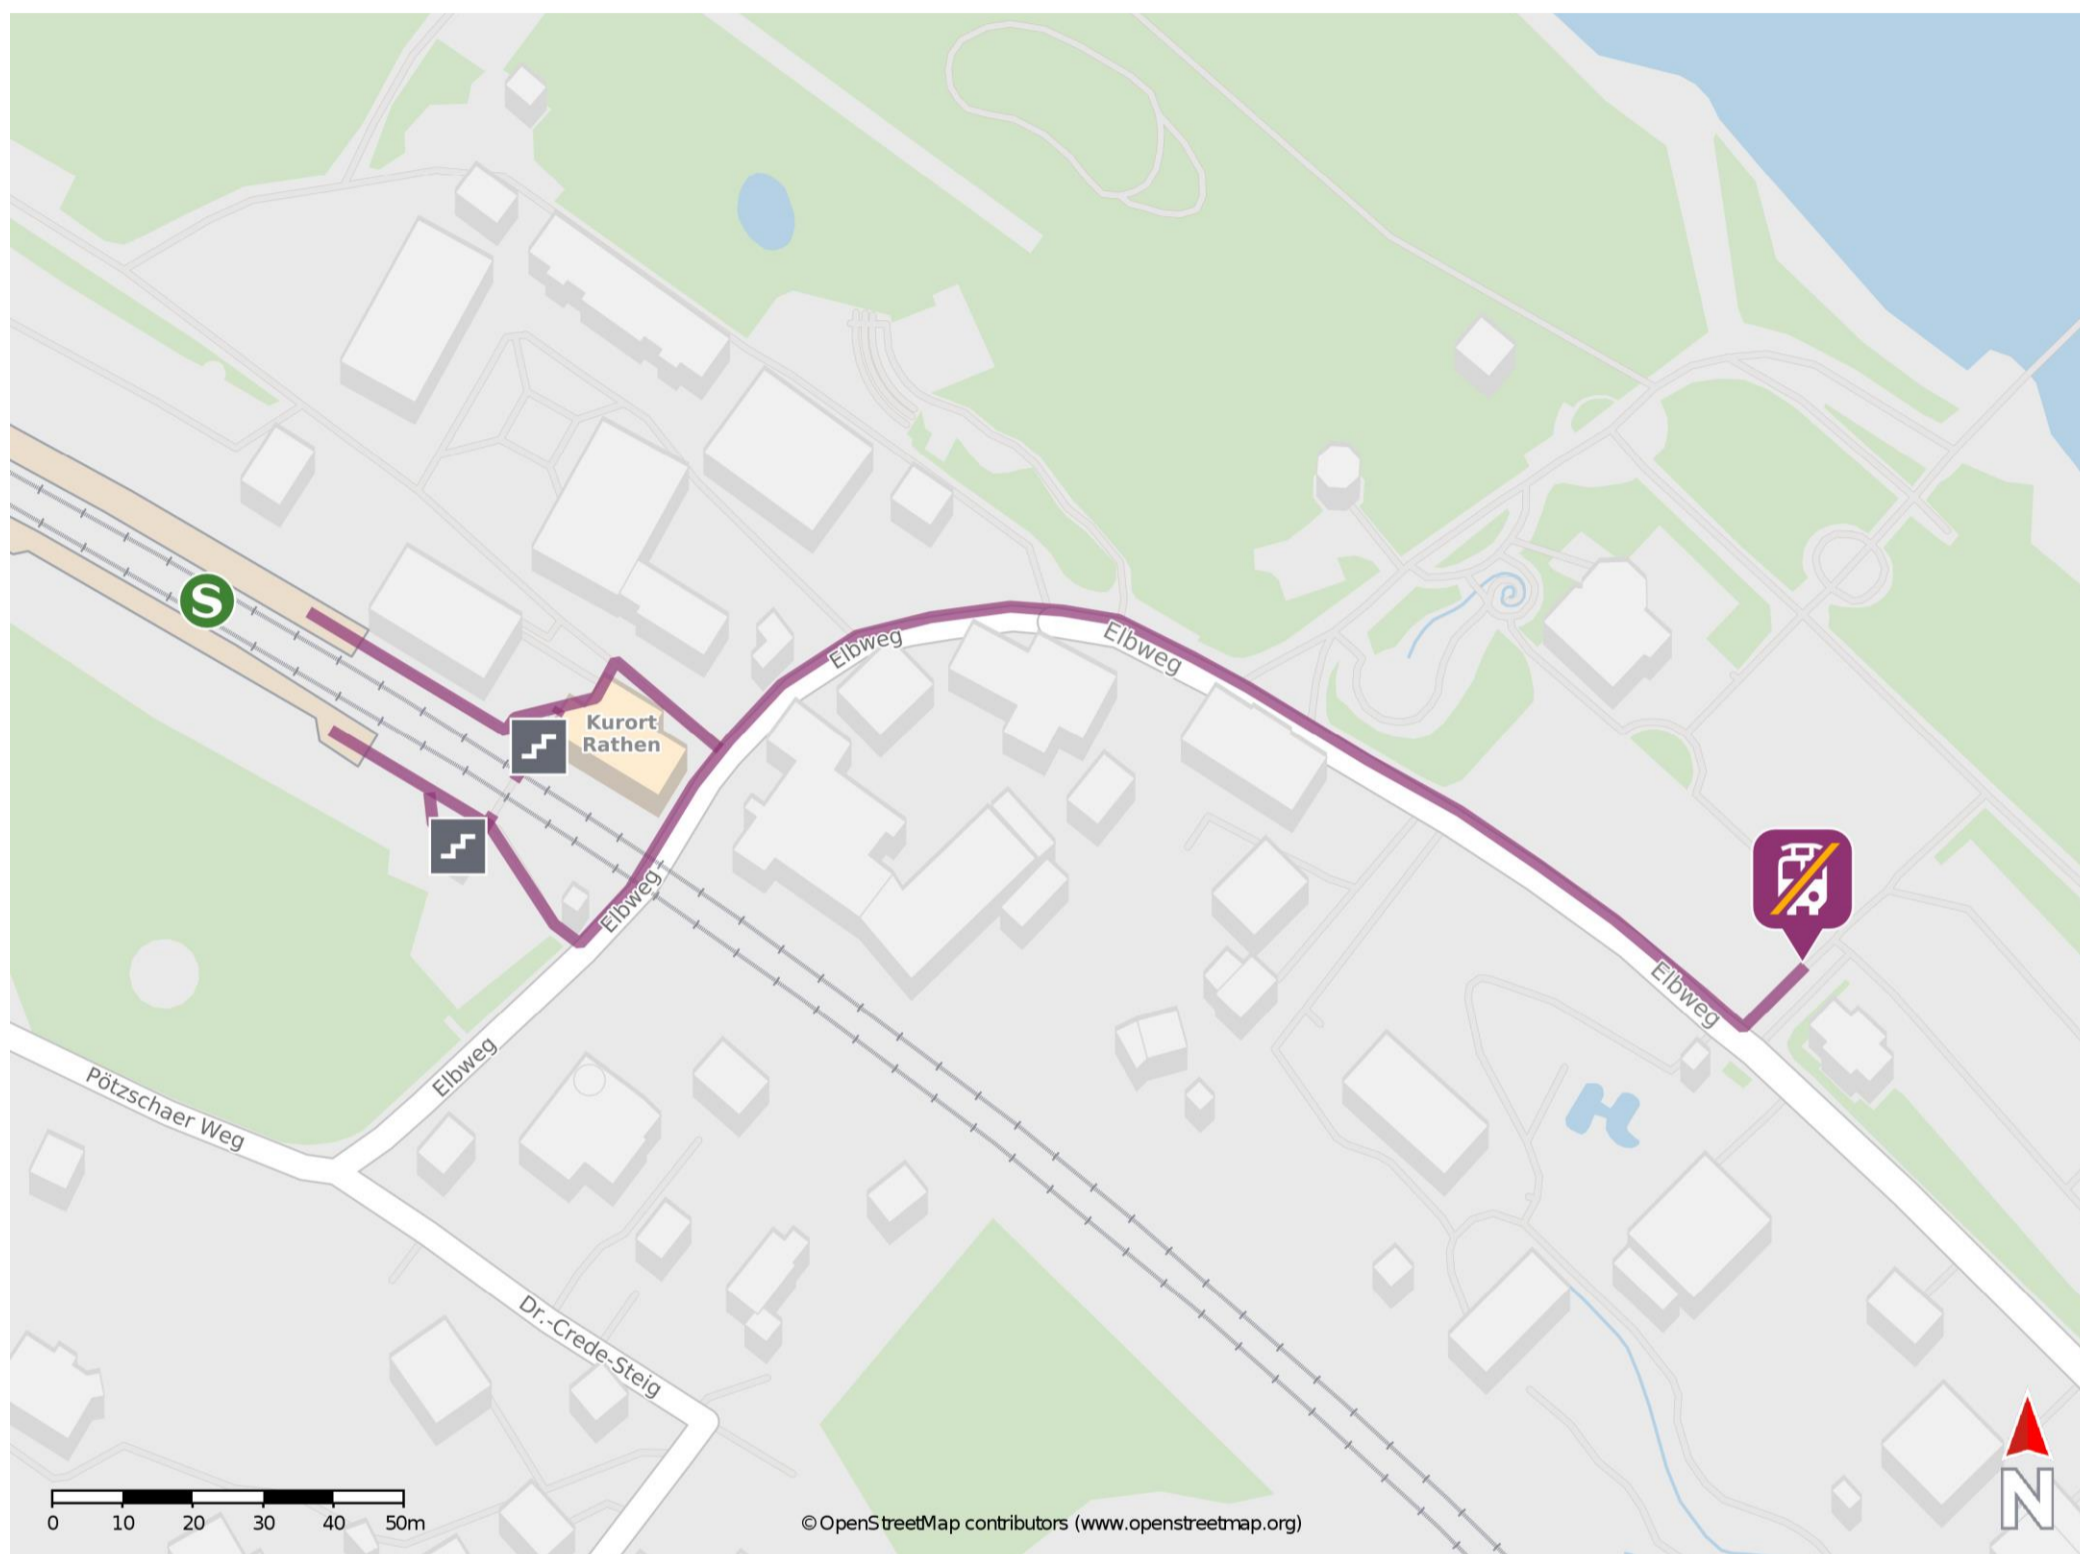 S
Kurort
Rathen
Elbweg
Elbweg
Elbweg
Elbweg
Elbweg
Pötzschaer Weg
Dr.-Crede-Steig
0 10 20 30 40 50m
© OpenStreetMap contributors (www.openstreetmap.org)
N